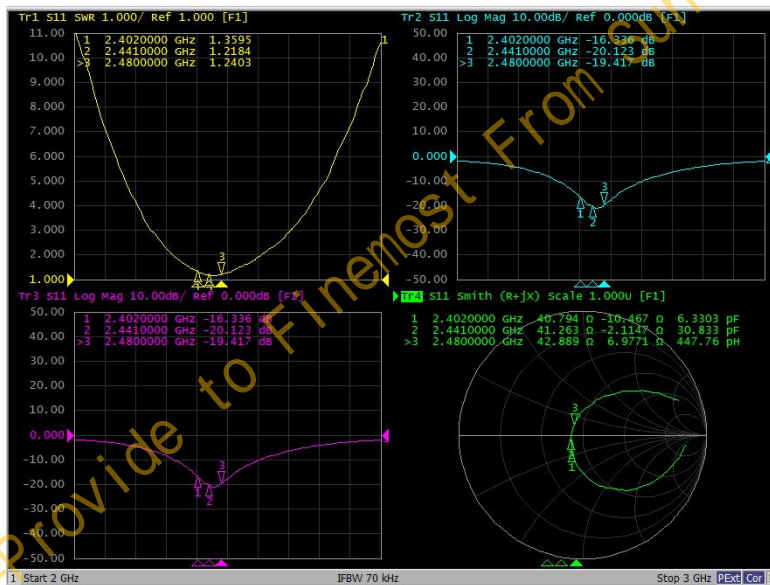 Tr1 S11 SWR 1.000/ Ref 1.000 [F1]
11.00
10.00
9.000
8.000
7.000
6.000
5.000
4.000
3.000
2.000
1.000
1 2.4020000 GHz 1.3595
2 2.4410000 GHz 1.2184
>3 2.4800000 GHz 1.2403
1
3
Tr2 S11 Log Mag 10.00dB/ Ref 0.000dB [F1]
50.00
40.00
30.00
20.00
10.00
0.000
-10.00
-20.00
-30.00
-40.00
-50.00
1 2.4020000 GHz -16.336 dB
2 2.4410000 GHz -20.123 dB
>3 2.4800000 GHz -19.417 dB
3
1
2
Tr3 S11 Log Mag 10.00dB/ Ref 0.000dB [F1]
50.00
40.00
30.00
20.00
10.00
0.000
-10.00
-20.00
-30.00
-40.00
-50.00
1 2.4020000 GHz -16.336 dB
2 2.4410000 GHz -20.123 dB
>3 2.4800000 GHz -19.417 dB
3
1
2
Tr4 S11 Smith (R+jX) Scale 1.000U [F1]
1 2.4020000 GHz 40.794 Ω -10.467 Ω 6.3303 pF
2 2.4410000 GHz 41.263 Ω -2.1147 Ω 30.833 pF
>3 2.4800000 GHz 42.889 Ω 6.9771 Ω 447.76 pH
3
1
1 Start 2 GHz IFBW 70 kHz Stop 3 GHz PExt Cor
Provide to Finemost From